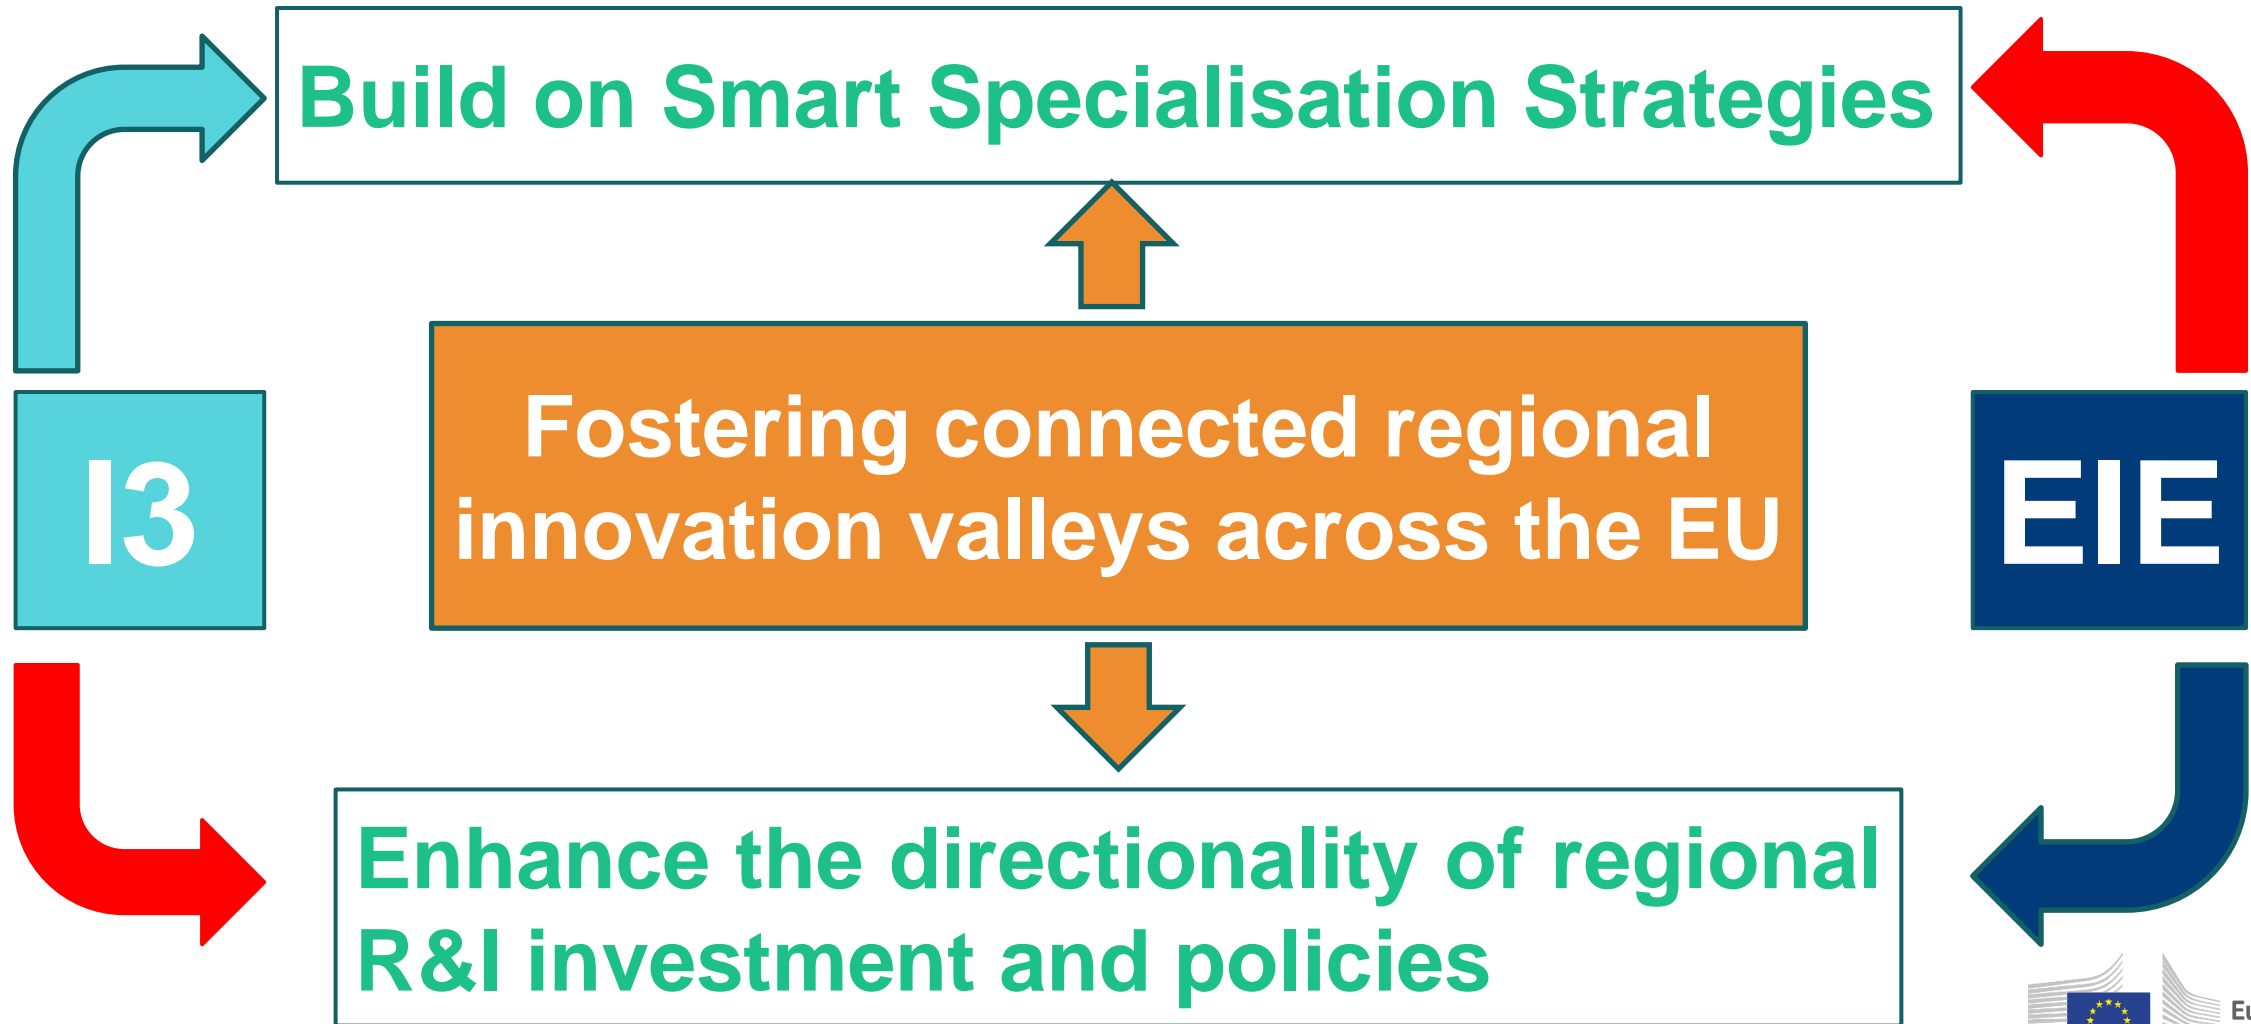 Build on Smart Specialisation Strategies
I3
Fostering connected regional
innovation valleys across the EU
EIE
Enhance the directionality of regional
R&I investment and policies